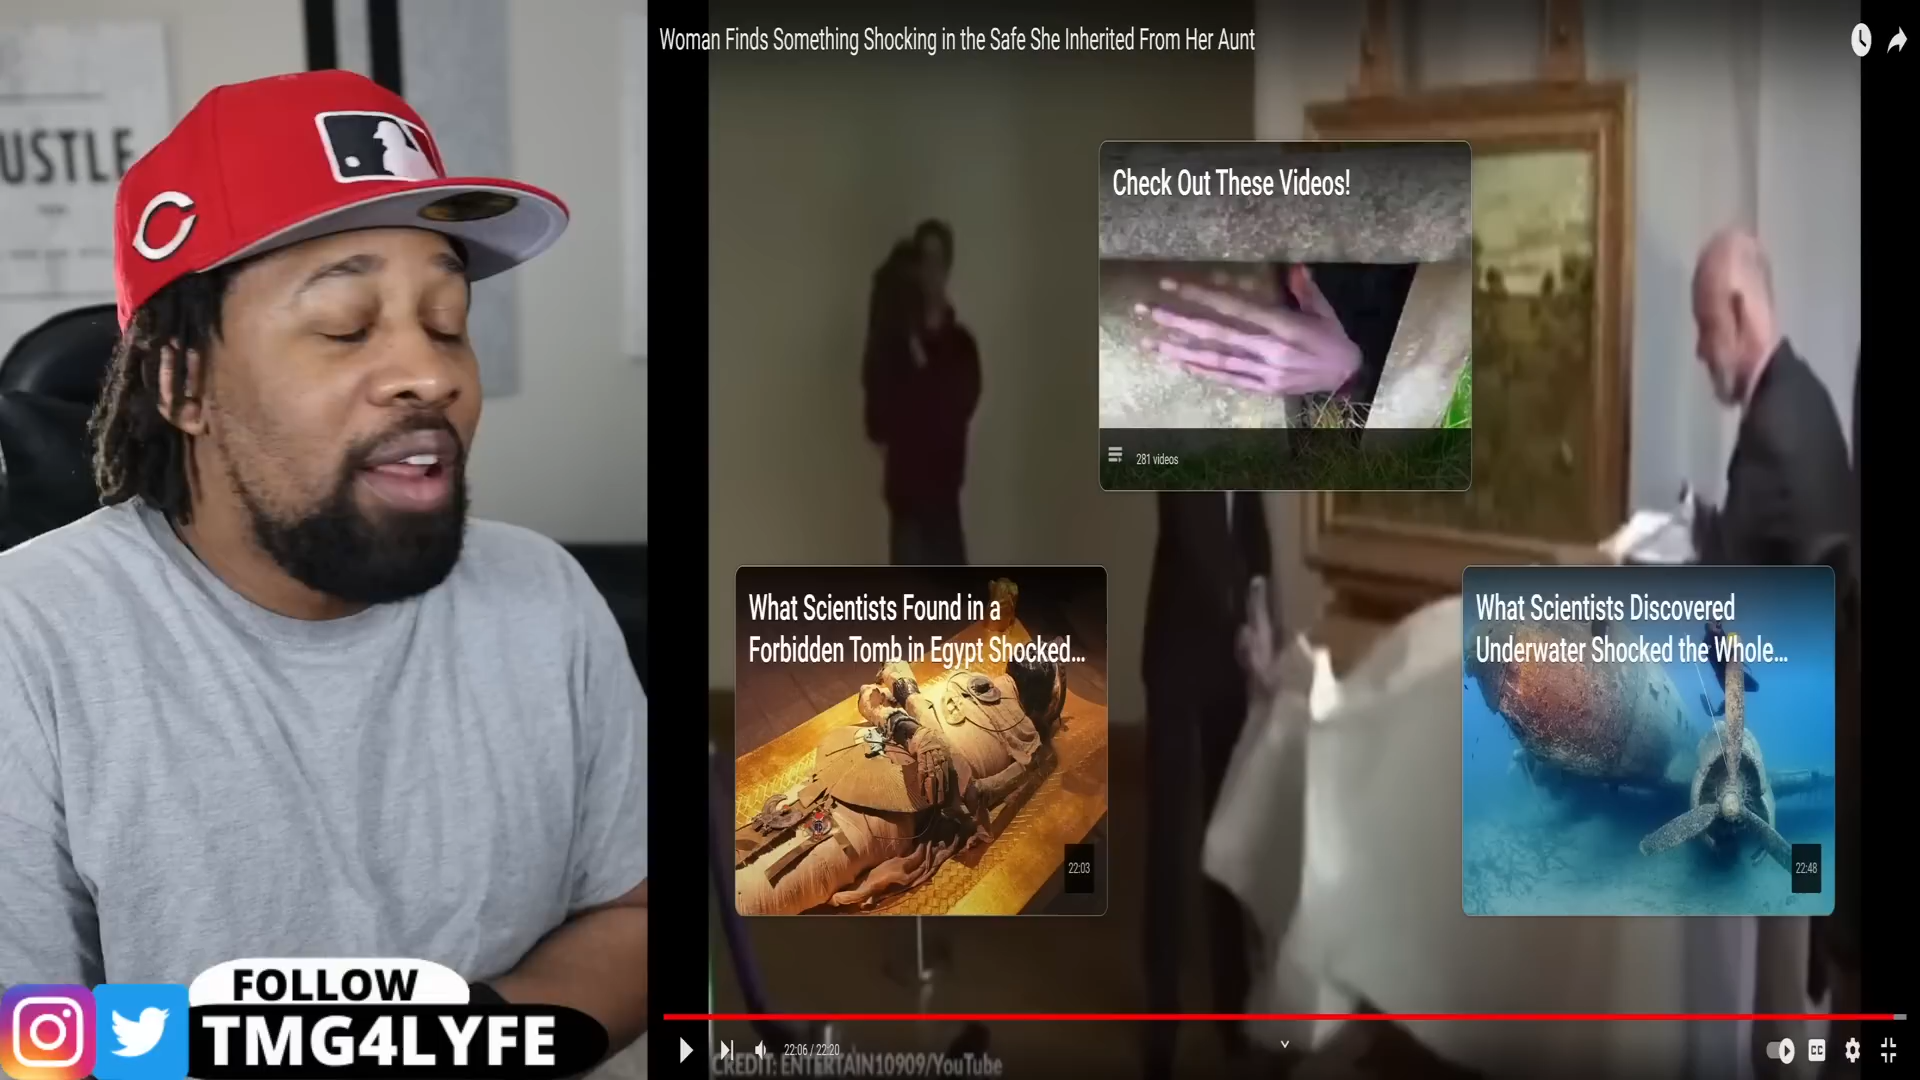 USTLE
Woman Finds Something Shocking in the Safe She Inherited From Her Aunt
Check Out These Videos!
281 videos
What Scientists Found in a
Forbidden Tomb in Egypt Shocked...
22:03
What Scientists Discovered
Underwater Shocked the Whole...
22:48
FOLLOW
TMG4LYFE
22:06 / 22:20
CC
CREDIT: ENTERTAIN10909/YouTube